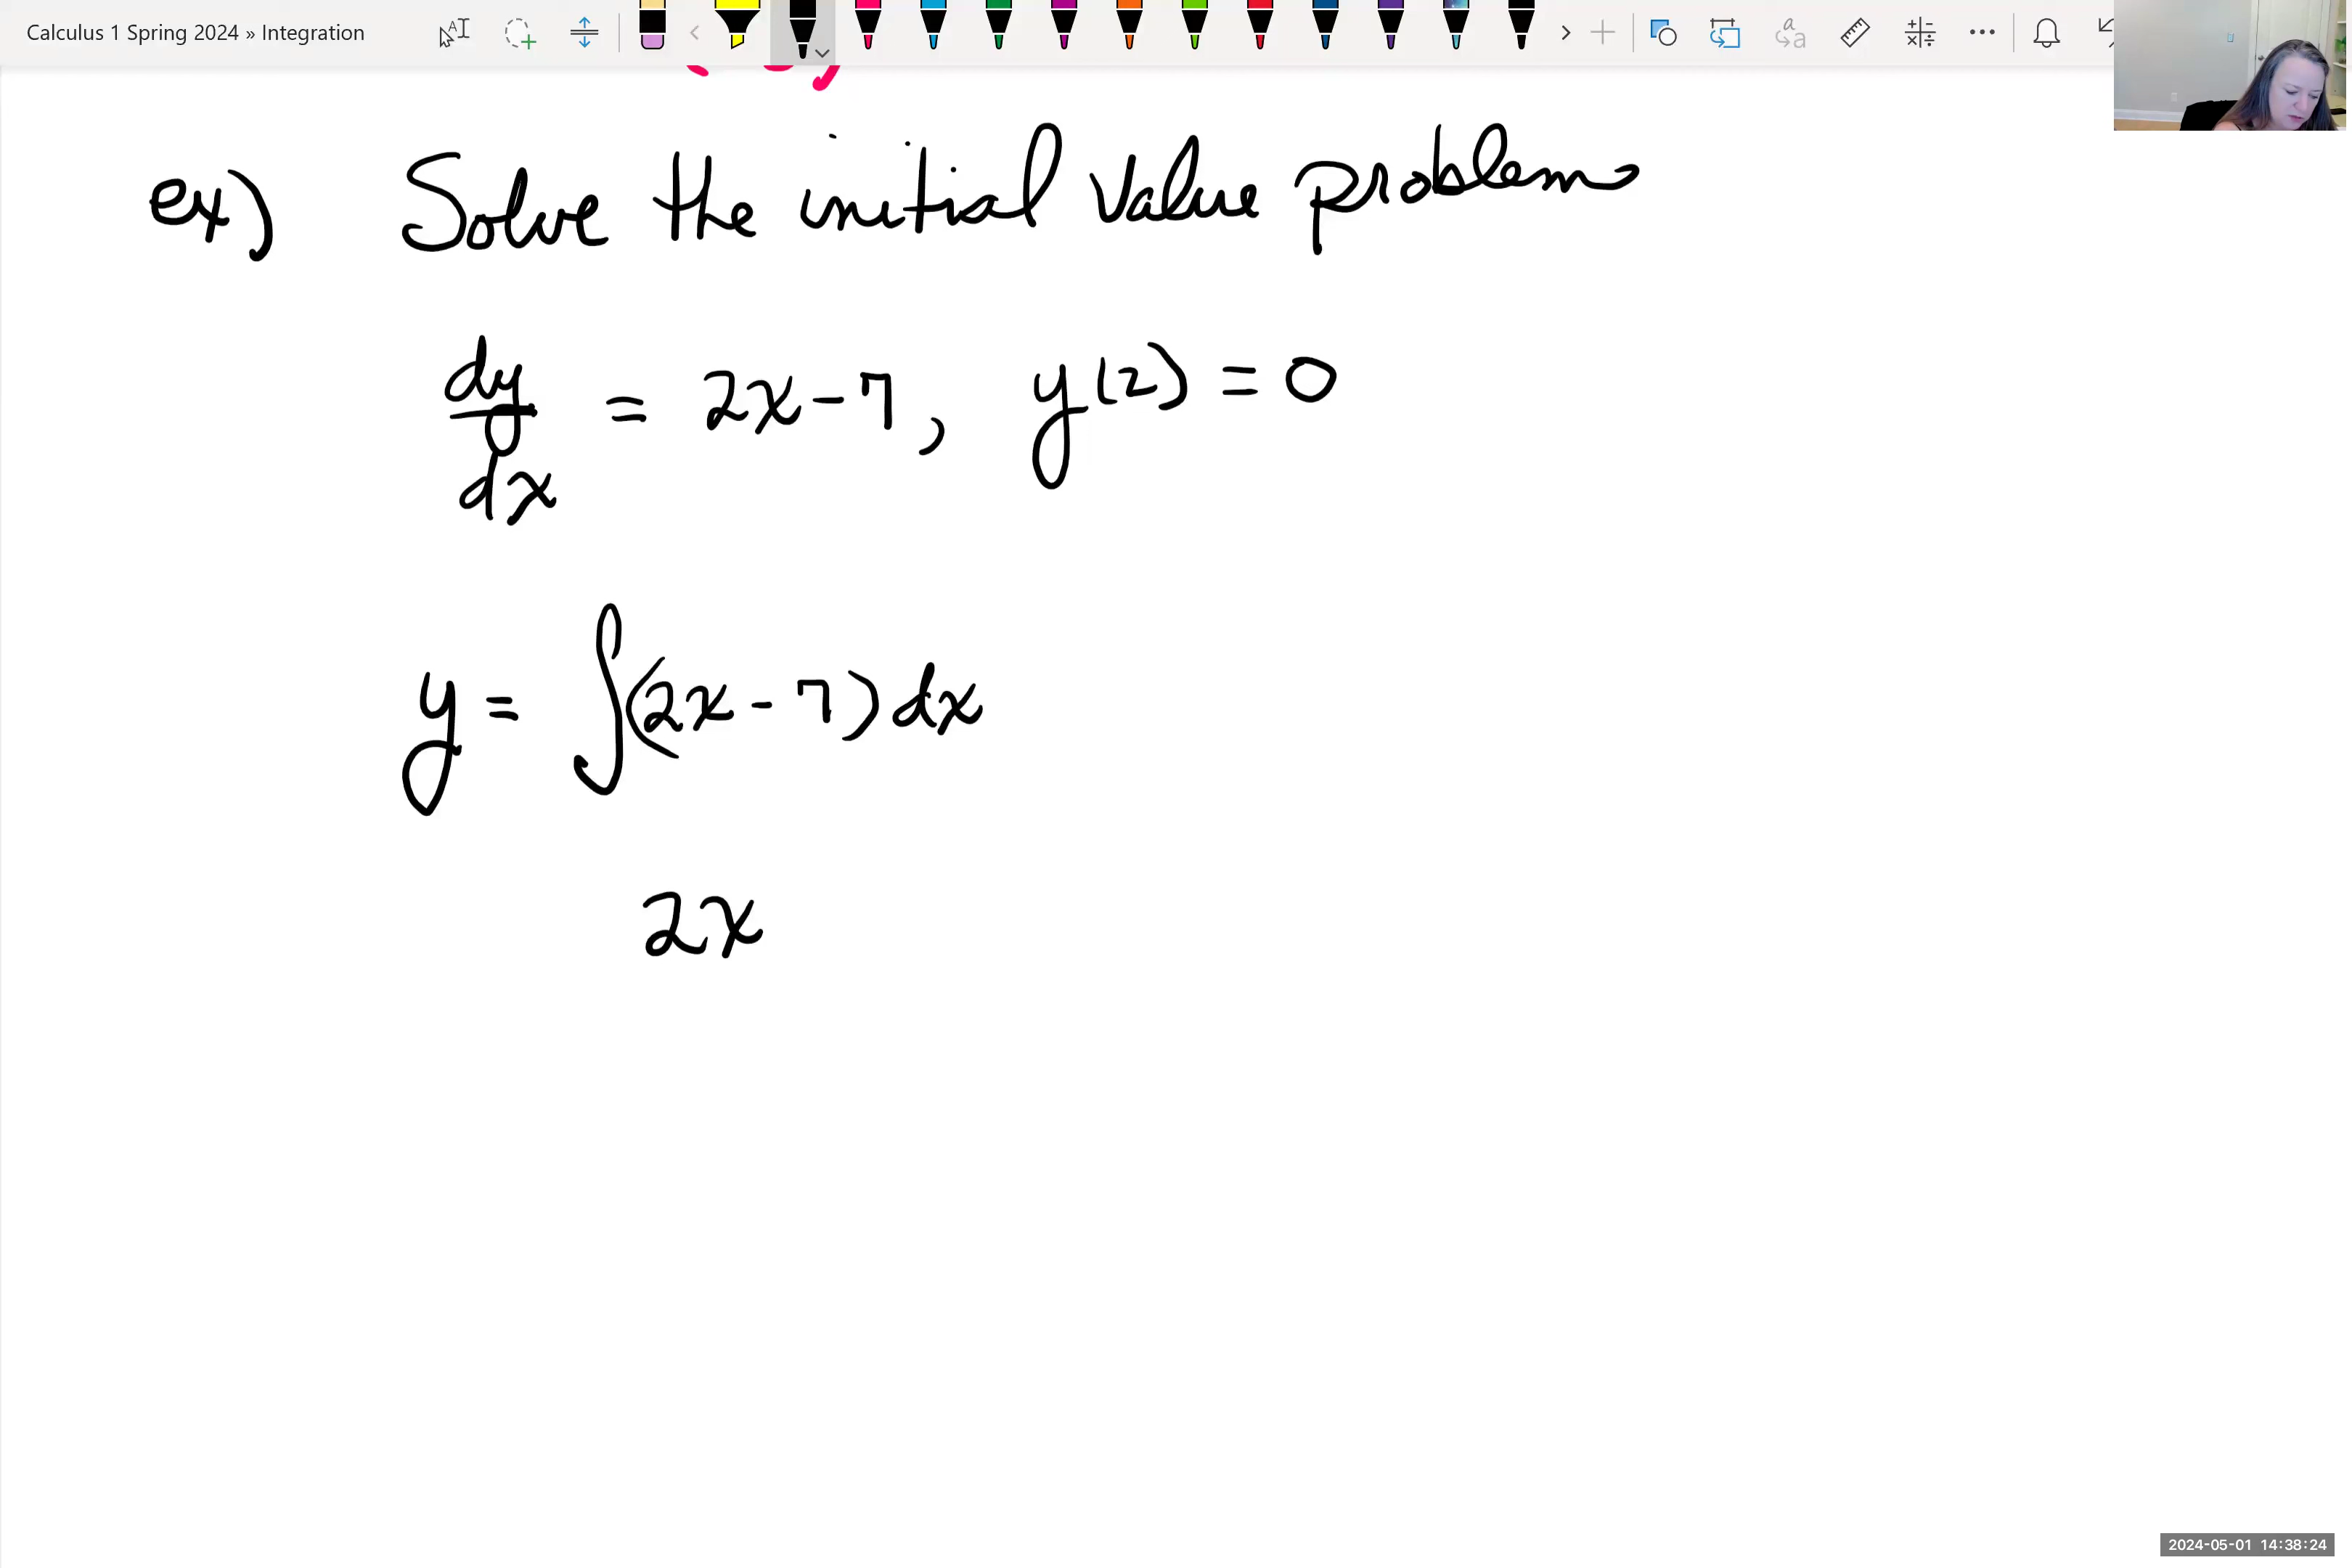 Calculus 1 Spring 2024 » Integration
ex) Solve the initial value problem
dy/dx = 2x-7, y(2) = 0
y = ∫(2x-7) dx
2x
2024-05-01 14:38:24